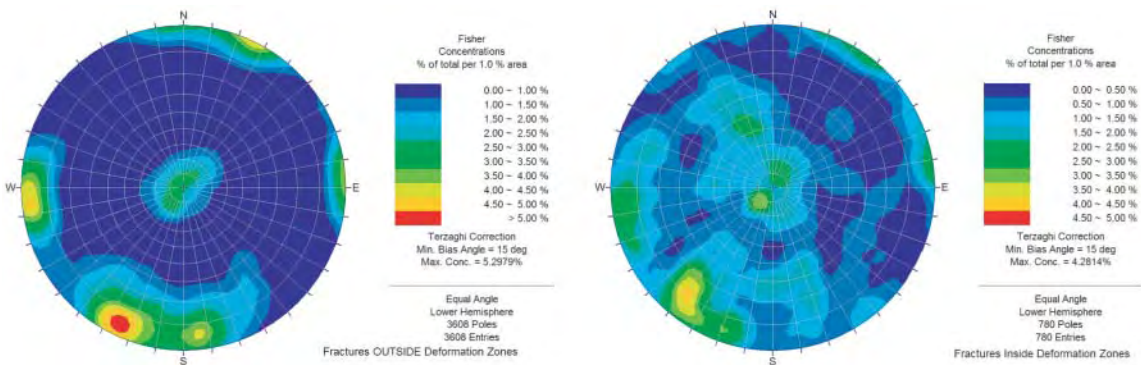 N
W
E
S
Fisher
Concentrations
% of total per 1.0 % area
0.00 ~ 1.00 %
1.00 ~ 1.50 %
1.50 ~ 2.00 %
2.00 ~ 2.50 %
2.50 ~ 3.00 %
3.00 ~ 3.50 %
3.50 ~ 4.00 %
4.00 ~ 4.50 %
4.50 ~ 5.00 %
> 5.00 %
Terzaghi Correction
Min. Bias Angle = 15 deg
Max. Conc. = 5.2979%
Equal Angle
Lower Hemisphere
3608 Poles
3608 Entries
Fractures OUTSIDE Deformation Zones
N
W
E
S
Fisher
Concentrations
% of total per 1.0 % area
0.00 ~ 0.50 %
0.50 ~ 1.00 %
1.00 ~ 1.50 %
1.50 ~ 2.00 %
2.00 ~ 2.50 %
2.50 ~ 3.00 %
3.00 ~ 3.50 %
3.50 ~ 4.00 %
4.00 ~ 4.50 %
4.50 ~ 5.00 %
Terzaghi Correction
Min. Bias Angle = 15 deg
Max. Conc. = 4.2814%
Equal Angle
Lower Hemisphere
780 Poles
780 Entries
Fractures Inside Deformation Zones